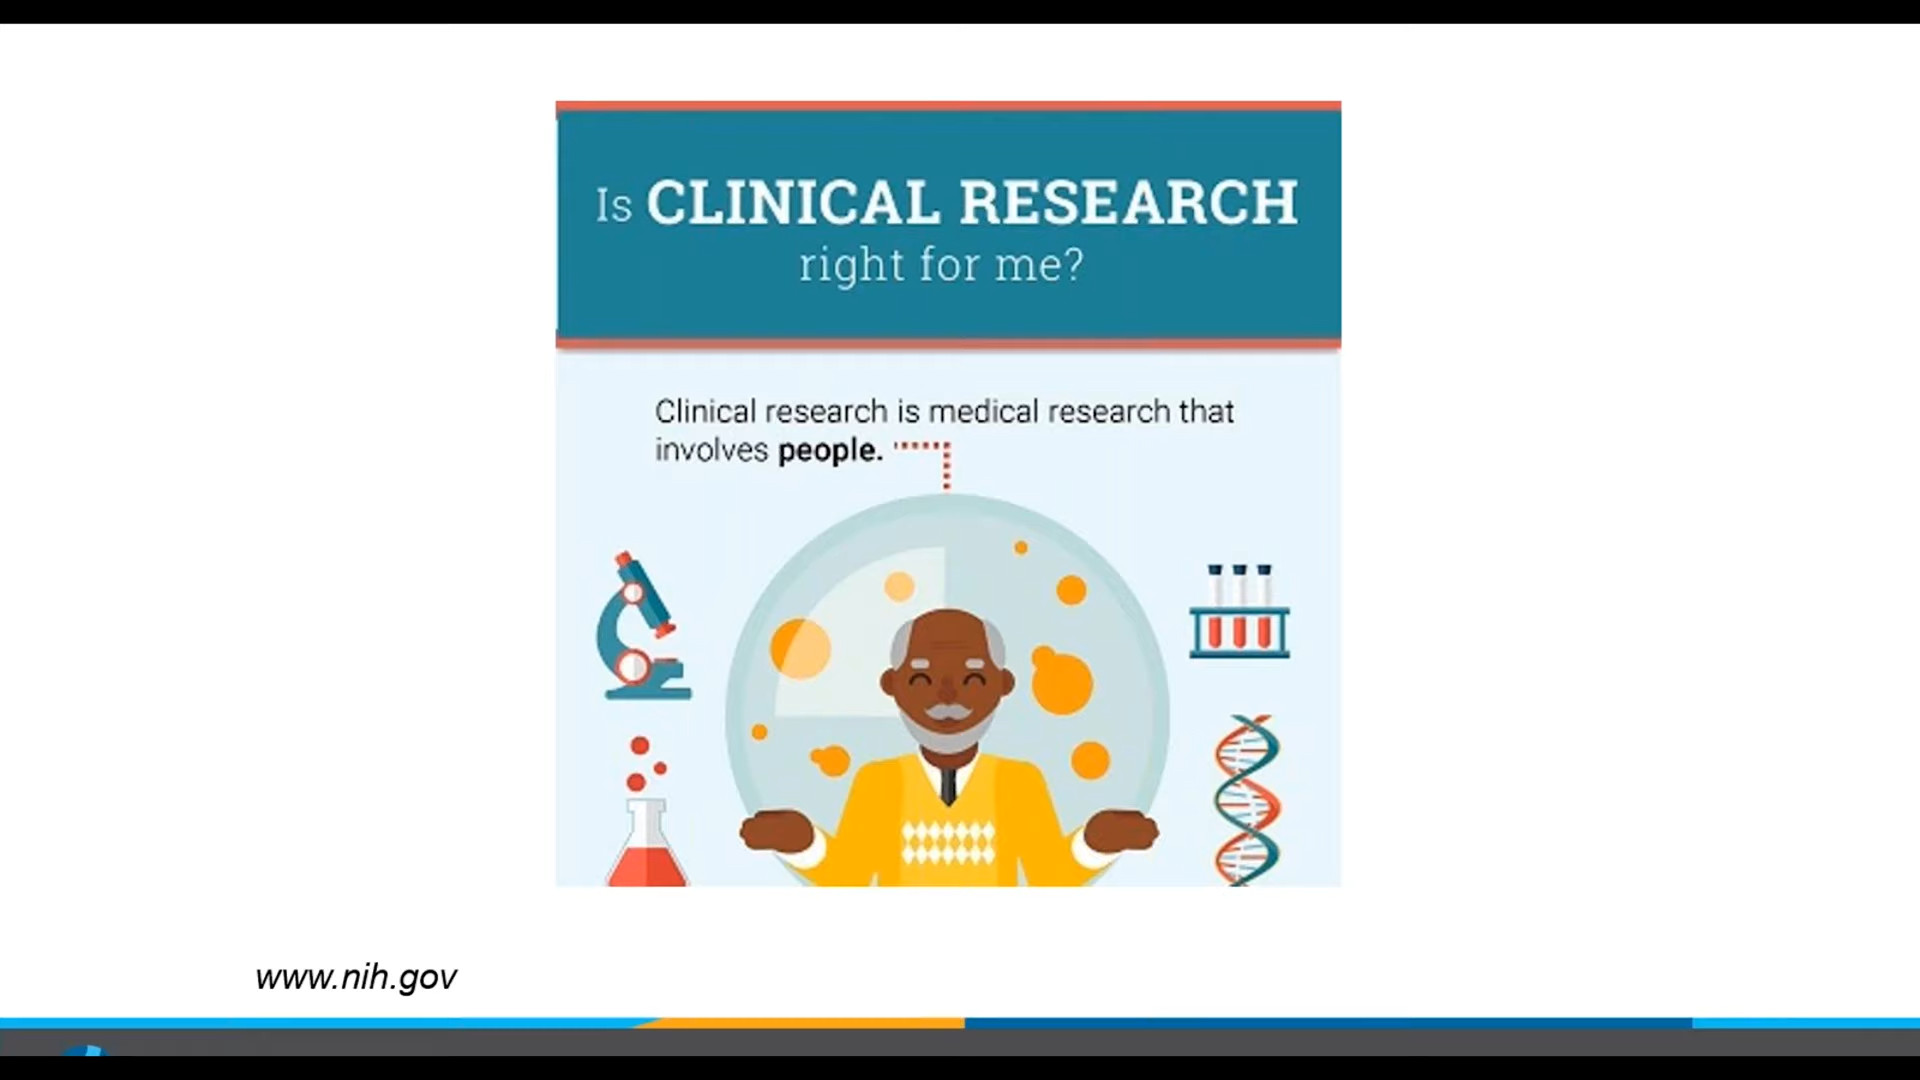 Is CLINICAL RESEARCH
right for me?
Clinical research is medical research that
involves people.
www.nih.gov